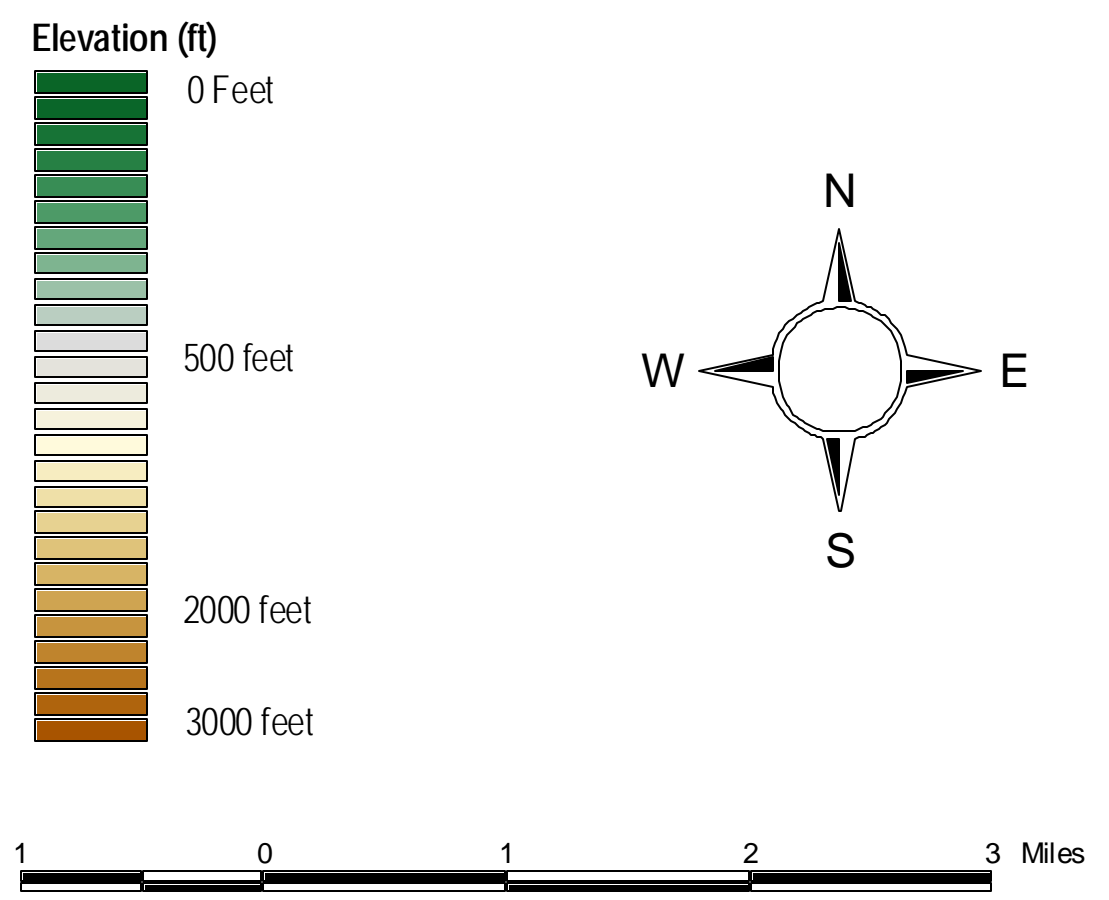 Elevation (ft)
0 Feet
500 feet
2000 feet
3000 feet
N
W E
S
1 0 1 2 3 Miles